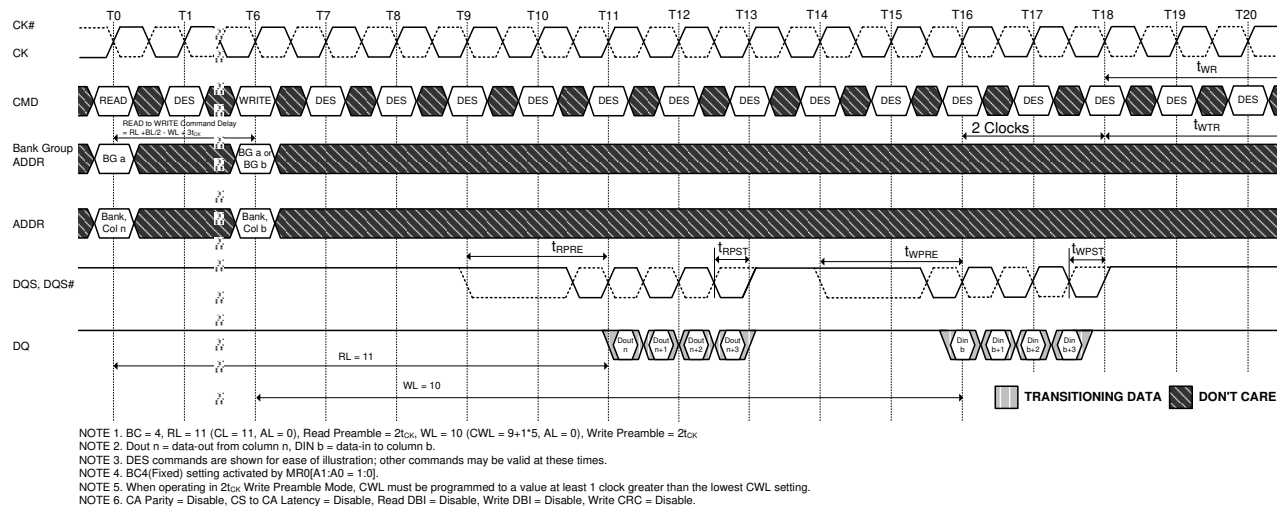 T0 T1 T6 T7 T8 T9 T10 T11 T12 T13 T14 T15 T16 T17 T18 T19 T20
CK#
CK
tWR
CMD READ DES WRITE DES DES DES DES DES DES DES DES DES DES DES DES DES DES
READ to WRITE Command Delay
= RL +BL/2 - WL + 3tCK
2 Clocks
tWTR
Bank Group
ADDR
BG a
BG a or
BG b
ADDR
Bank,
Col n
Bank,
Col b
tRPRE tRPST tWPRE tWPST
DQS, DQS#
DQ
Dout
n
Dout
n+1
Dout
n+2
Dout
n+3
Din
b
Din
b+1
Din
b+2
Din
b+3
RL = 11
WL = 10
TRANSITIONING DATA DON'T CARE
NOTE 1. BC = 4, RL = 11 (CL = 11, AL = 0), Read Preamble = 2tCK, WL = 10 (CWL = 9+1*5, AL = 0), Write Preamble = 2tCK
NOTE 2. Dout n = data-out from column n, DIN b = data-in to column b.
NOTE 3. DES commands are shown for ease of illustration; other commands may be valid at these times.
NOTE 4. BC4(Fixed) setting activated by MR0[A1:A0 = 1:0].
NOTE 5. When operating in 2tCK Write Preamble Mode, CWL must be programmed to a value at least 1 clock greater than the lowest CWL setting.
NOTE 6. CA Parity = Disable, CS to CA Latency = Disable, Read DBI = Disable, Write DBI = Disable, Write CRC = Disable.